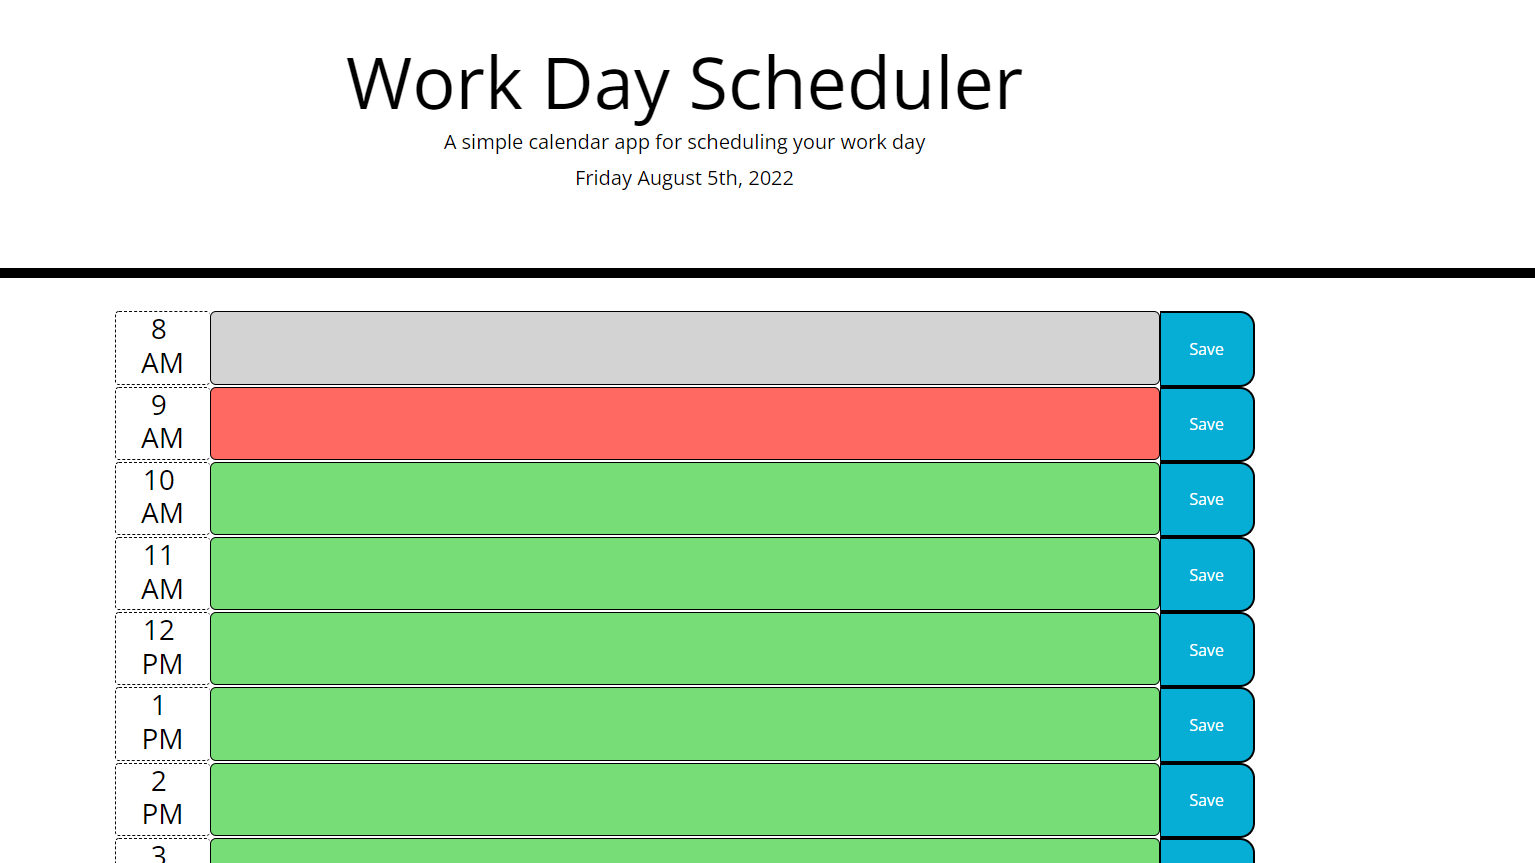 Work Day Scheduler
A simple calendar app for scheduling your work day
Friday August 5th, 2022
8
AM
Save
9
AM
Save
10
AM
Save
11
AM
Save
12
PM
Save
1
PM
Save
2
PM
Save
3